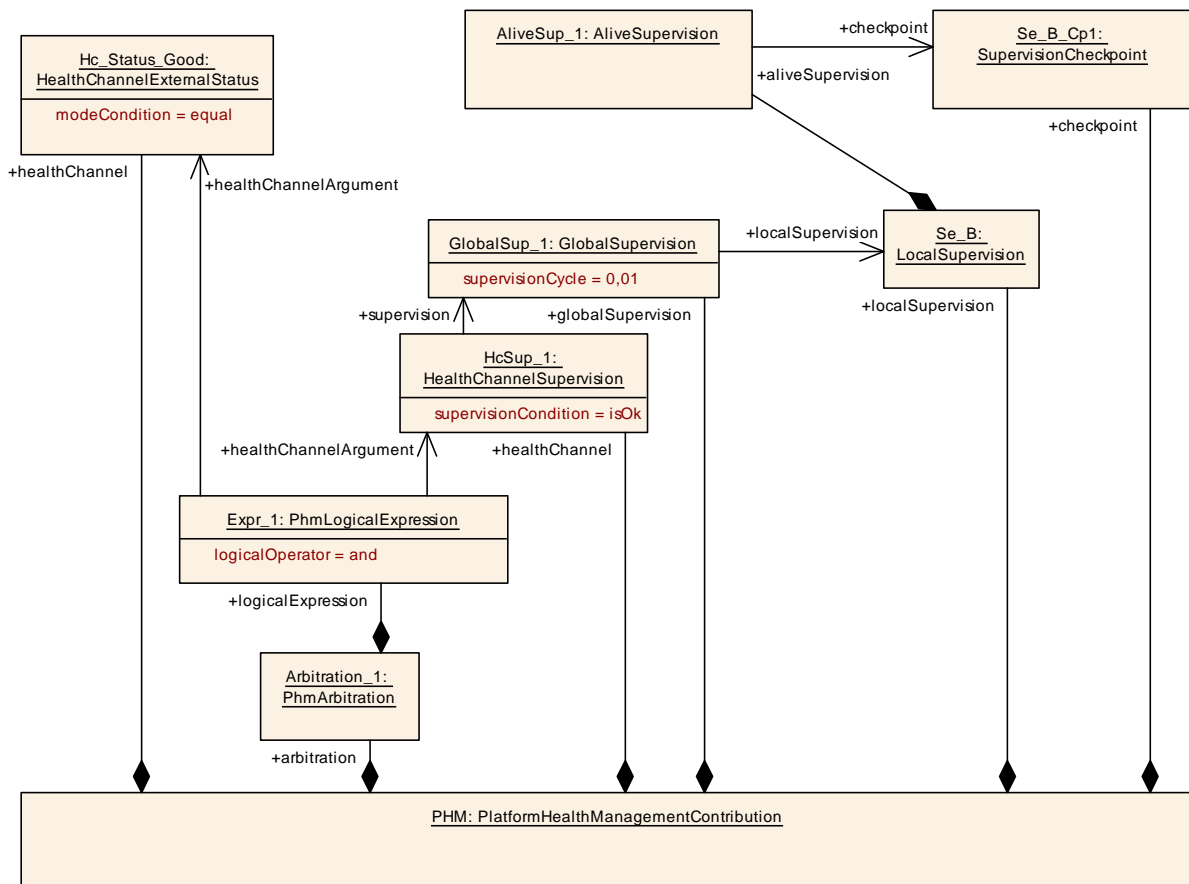 AliveSup_1: AliveSupervision
+checkpoint
Se_B_Cp1:
SupervisionCheckpoint
+aliveSupervision
+checkpoint
Hc_Status_Good:
HealthChannelExternalStatus
modeCondition = equal
+healthChannel
+healthChannelArgument
GlobalSup_1: GlobalSupervision
supervisionCycle = 0,01
+localSupervision
Se_B:
LocalSupervision
+localSupervision
+supervision
+globalSupervision
HcSup_1:
HealthChannelSupervision
supervisionCondition = isOk
+healthChannelArgument
+healthChannel
Expr_1: PhmLogicalExpression
logicalOperator = and
+logicalExpression
Arbitration_1:
PhmArbitration
+arbitration
PHM: PlatformHealthManagementContribution